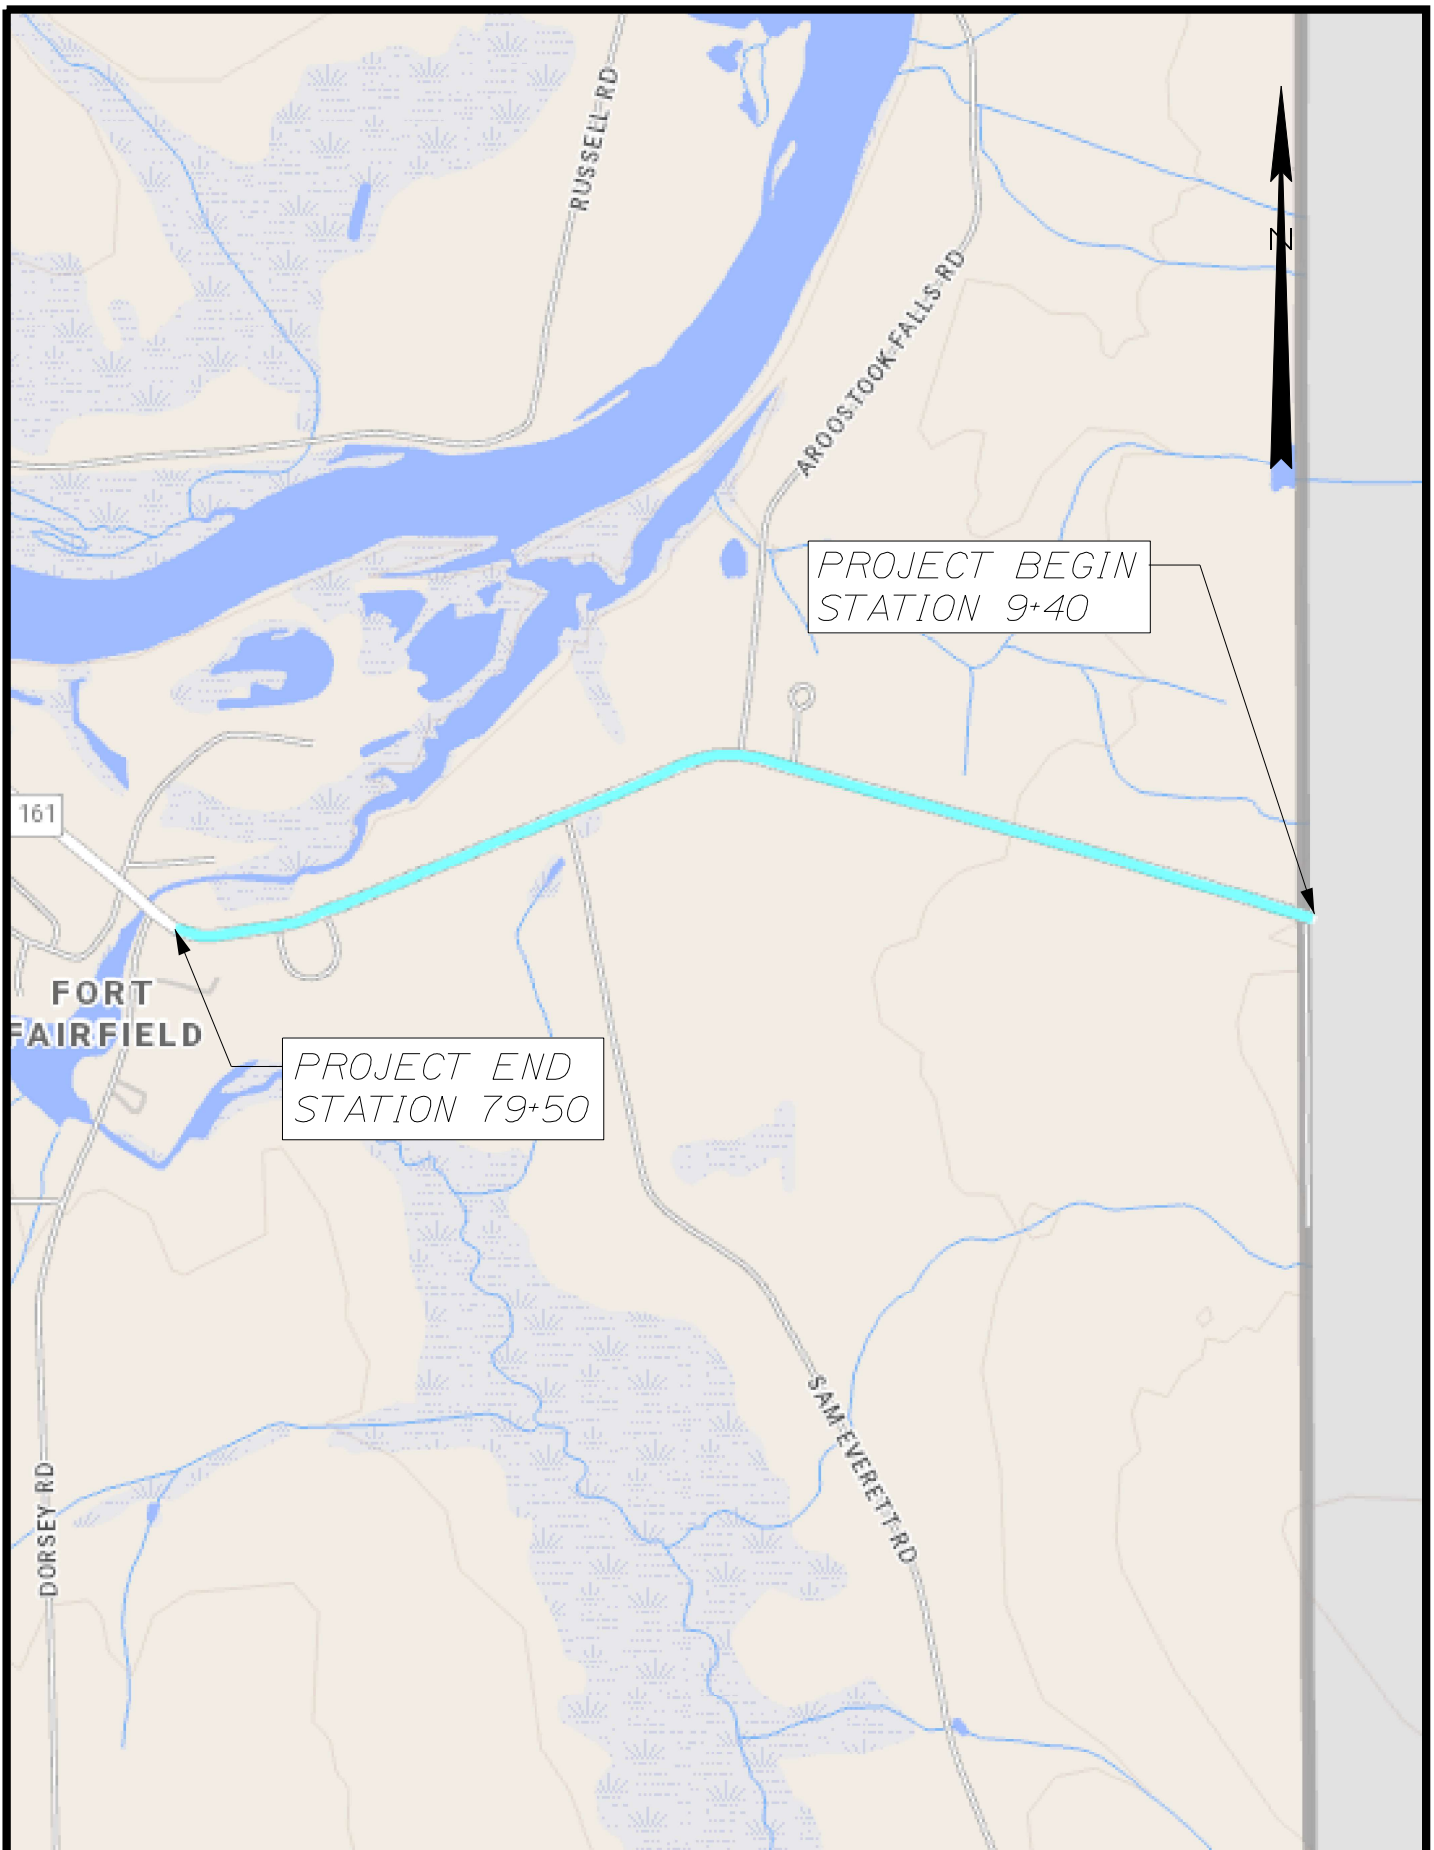 RUSSELL RD
N
AROOSTOOK FALLS RD
PROJECT BEGIN
STATION 9+40
161
FORT
FAIRFIELD
PROJECT END
STATION 79+50
SAM EVERETT RD
DORSEY RD